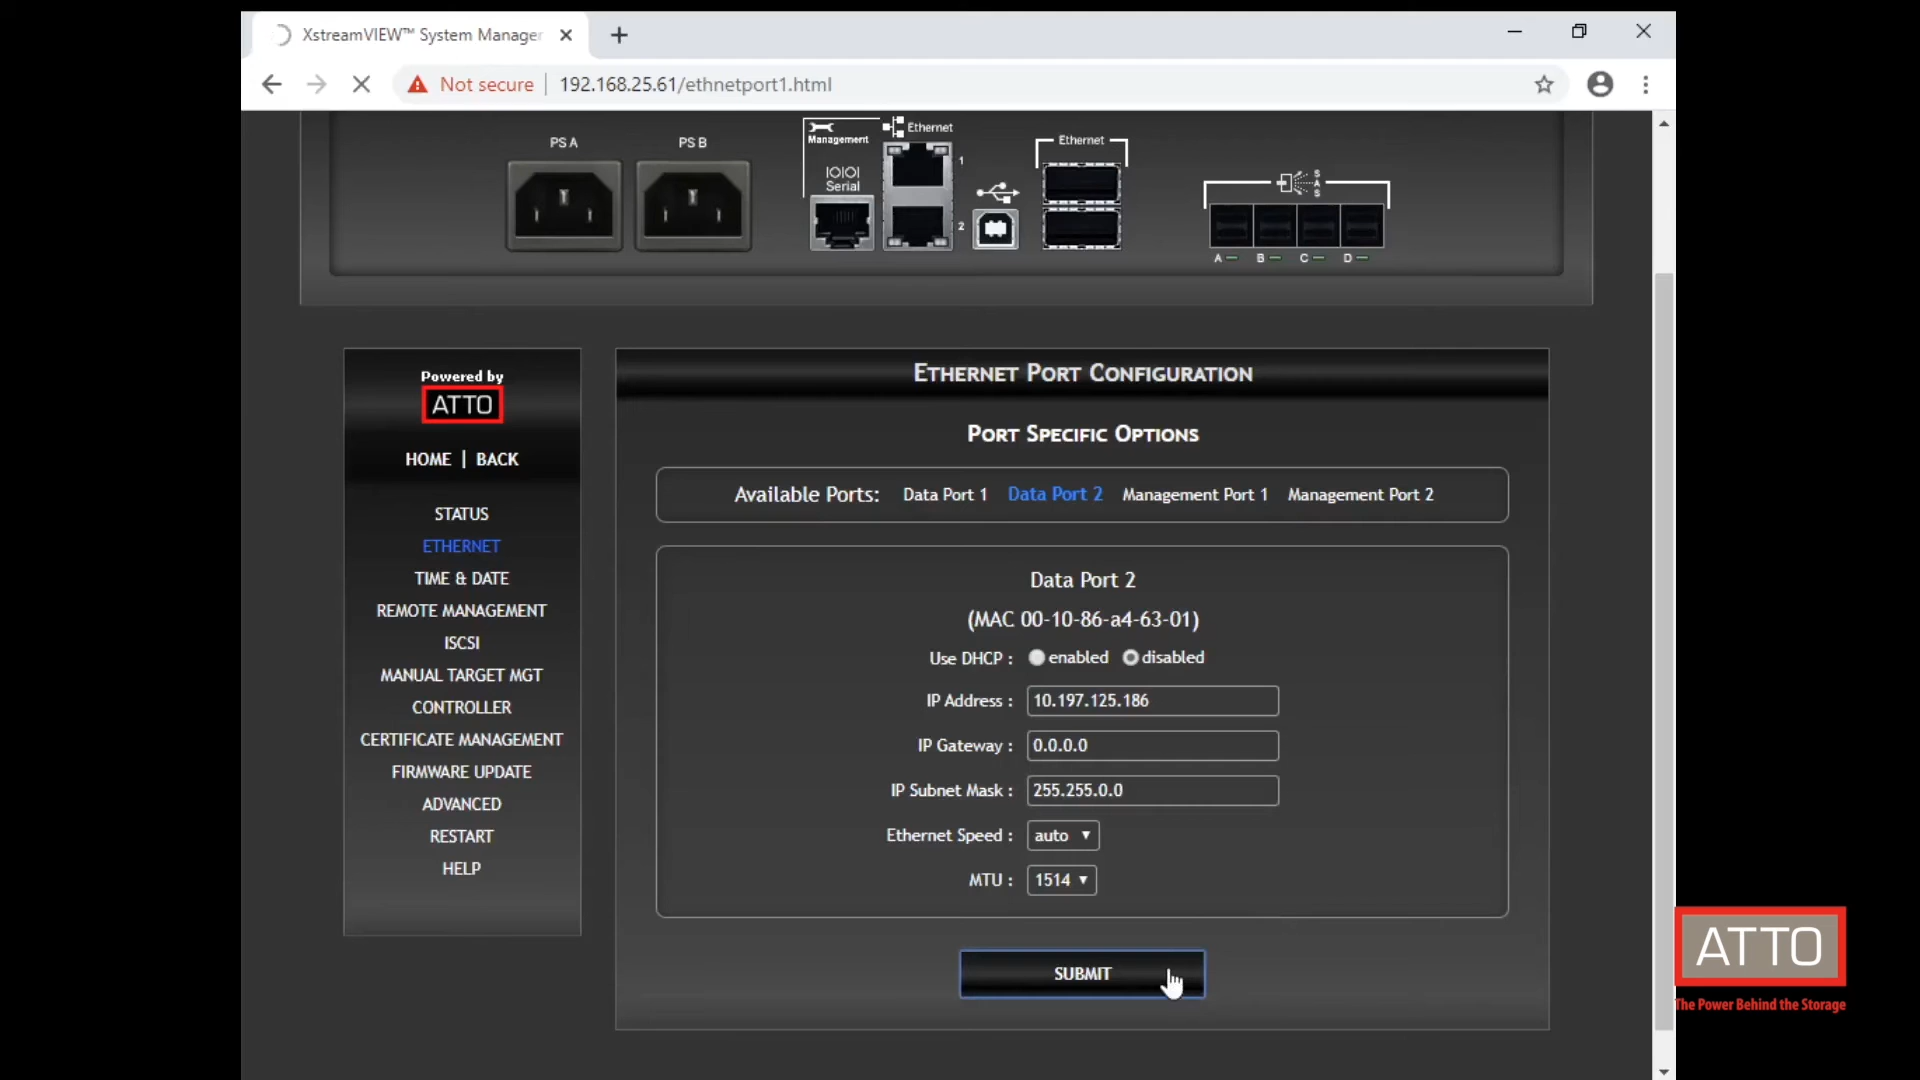 XstreamVIEW™ System Manager
Not secure
192.168.25.61/ethnetport1.html
PS A
PS B
Management
Ethernet
Ethernet
1
IOIOI
Serial
2
SAS
A
B
C
D
Powered by
ATTO
HOME | BACK
STATUS
ETHERNET
TIME & DATE
REMOTE MANAGEMENT
ISCSI
MANUAL TARGET MGT
CONTROLLER
CERTIFICATE MANAGEMENT
FIRMWARE UPDATE
ADVANCED
RESTART
HELP
ETHERNET PORT CONFIGURATION
PORT SPECIFIC OPTIONS
Available Ports: Data Port 1 Data Port 2 Management Port 1 Management Port 2
Data Port 2
(MAC 00-10-86-a4-63-01)
Use DHCP : enabled disabled
IP Address : 10.197.125.186
IP Gateway : 0.0.0.0
IP Subnet Mask : 255.255.0.0
Ethernet Speed : auto
MTU : 1514
SUBMIT
ATTO
The Power Behind the Storage